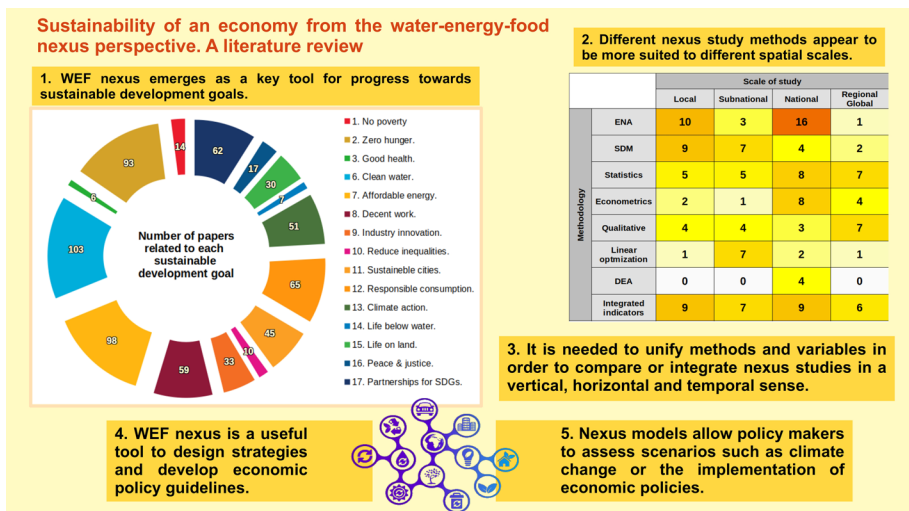 Sustainability of an economy from the water-energy-food
nexus perspective. A literature review
1. WEF nexus emerges as a key tool for progress towards
sustainable development goals.
14
62
17
30
7
51
65
45
10
33
59
98
103
6
93
Number of papers
related to each
sustainable
development goal
1. No poverty
2. Zero hunger.
3. Good health.
6. Clean water.
7. Affordable energy.
8. Decent work.
9. Industry innovation.
10. Reduce inequalities.
11. Sustaineble cities.
12. Responsible consumption.
13. Climate action.
14. Life below water.
15. Life on land.
16. Peace & justice.
17. Partnerships for SDGs.
2. Different nexus study methods appear to
be more suited to different spatial scales.
Scale of study
Local Subnational National Regional
Global
Methodology
ENA 10 3 16 1
SDM 9 7 4 2
Statistics 5 5 8 7
Econometrics 2 1 8 4
Qualitative 4 4 3 7
Linear
optmization 1 7 2 1
DEA 0 0 4 0
Integrated
indicators 9 7 9 6
3. It is needed to unify methods and variables in
order to compare or integrate nexus studies in a
vertical, horizontal and temporal sense.
4. WEF nexus is a useful
tool to design strategies
and develop economic
policy guidelines.
5. Nexus models allow policy makers
to assess scenarios such as climate
change or the implementation of
economic policies.